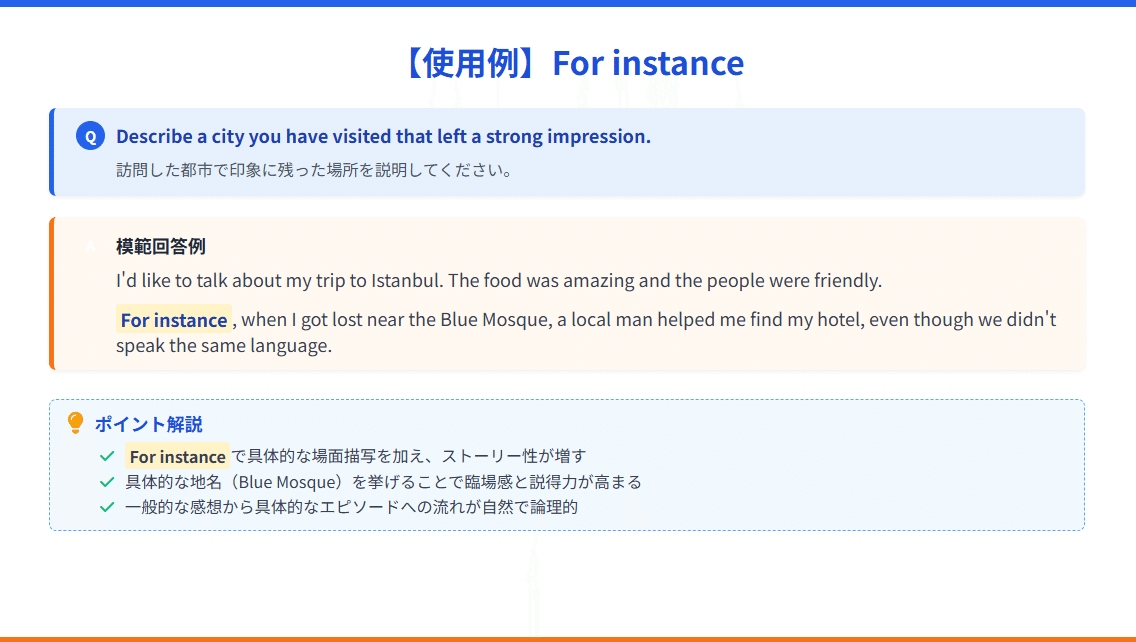 【使用例】For instance
Q Describe a city you have visited that left a strong impression.
訪問した都市で印象に残った場所を説明してください。
A 模範回答例
I'd like to talk about my trip to Istanbul. The food was amazing and the people were friendly.
For instance, when I got lost near the Blue Mosque, a local man helped me find my hotel, even though we didn't
speak the same language.
ポイント解説
For instanceで具体的な場面描写を加え、ストーリー性が増す
具体的な地名（Blue Mosque）を挙げることで臨場感と説得力が高まる
一般的な感想から具体的なエピソードへの流れが自然で論理的